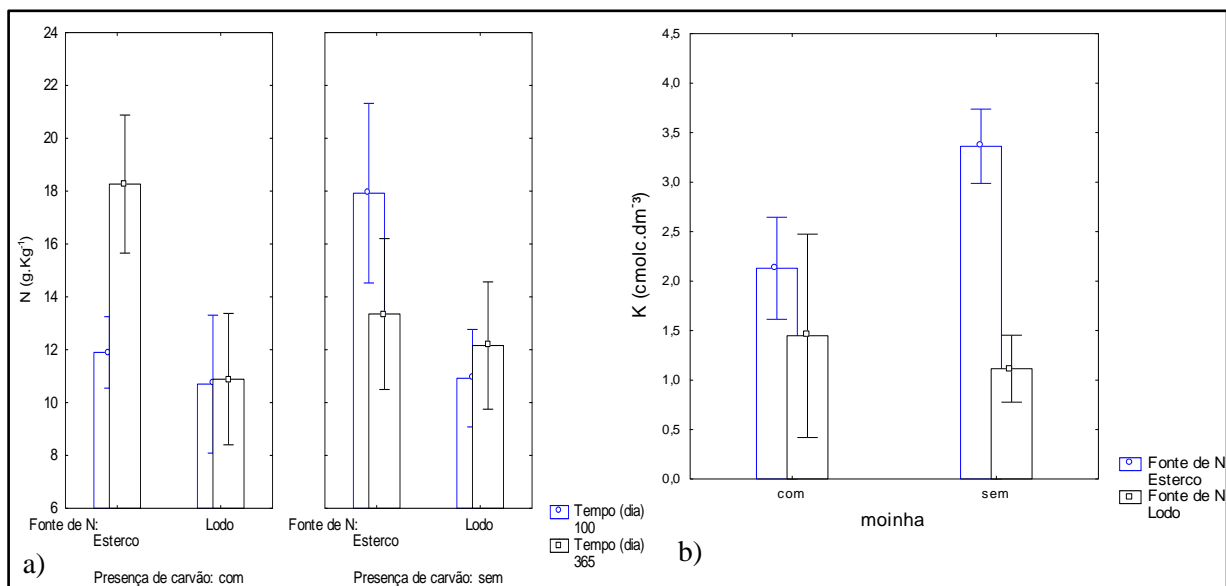 24
22
20
18
16
14
12
10
8
6
N (g.Kg⁻¹)
Fonte de N: Esterco
Lodo
Presença de carvão: com
Fonte de N: Esterco
Lodo
Presença de carvão: sem
Tempo (dia) 100
Tempo (dia) 365
a)
4,5
4,0
3,5
3,0
2,5
2,0
1,5
1,0
0,5
0,0
K (cmolc.dm⁻³)
com
sem
moinha
Fonte de N Esterco
Fonte de N Lodo
b)